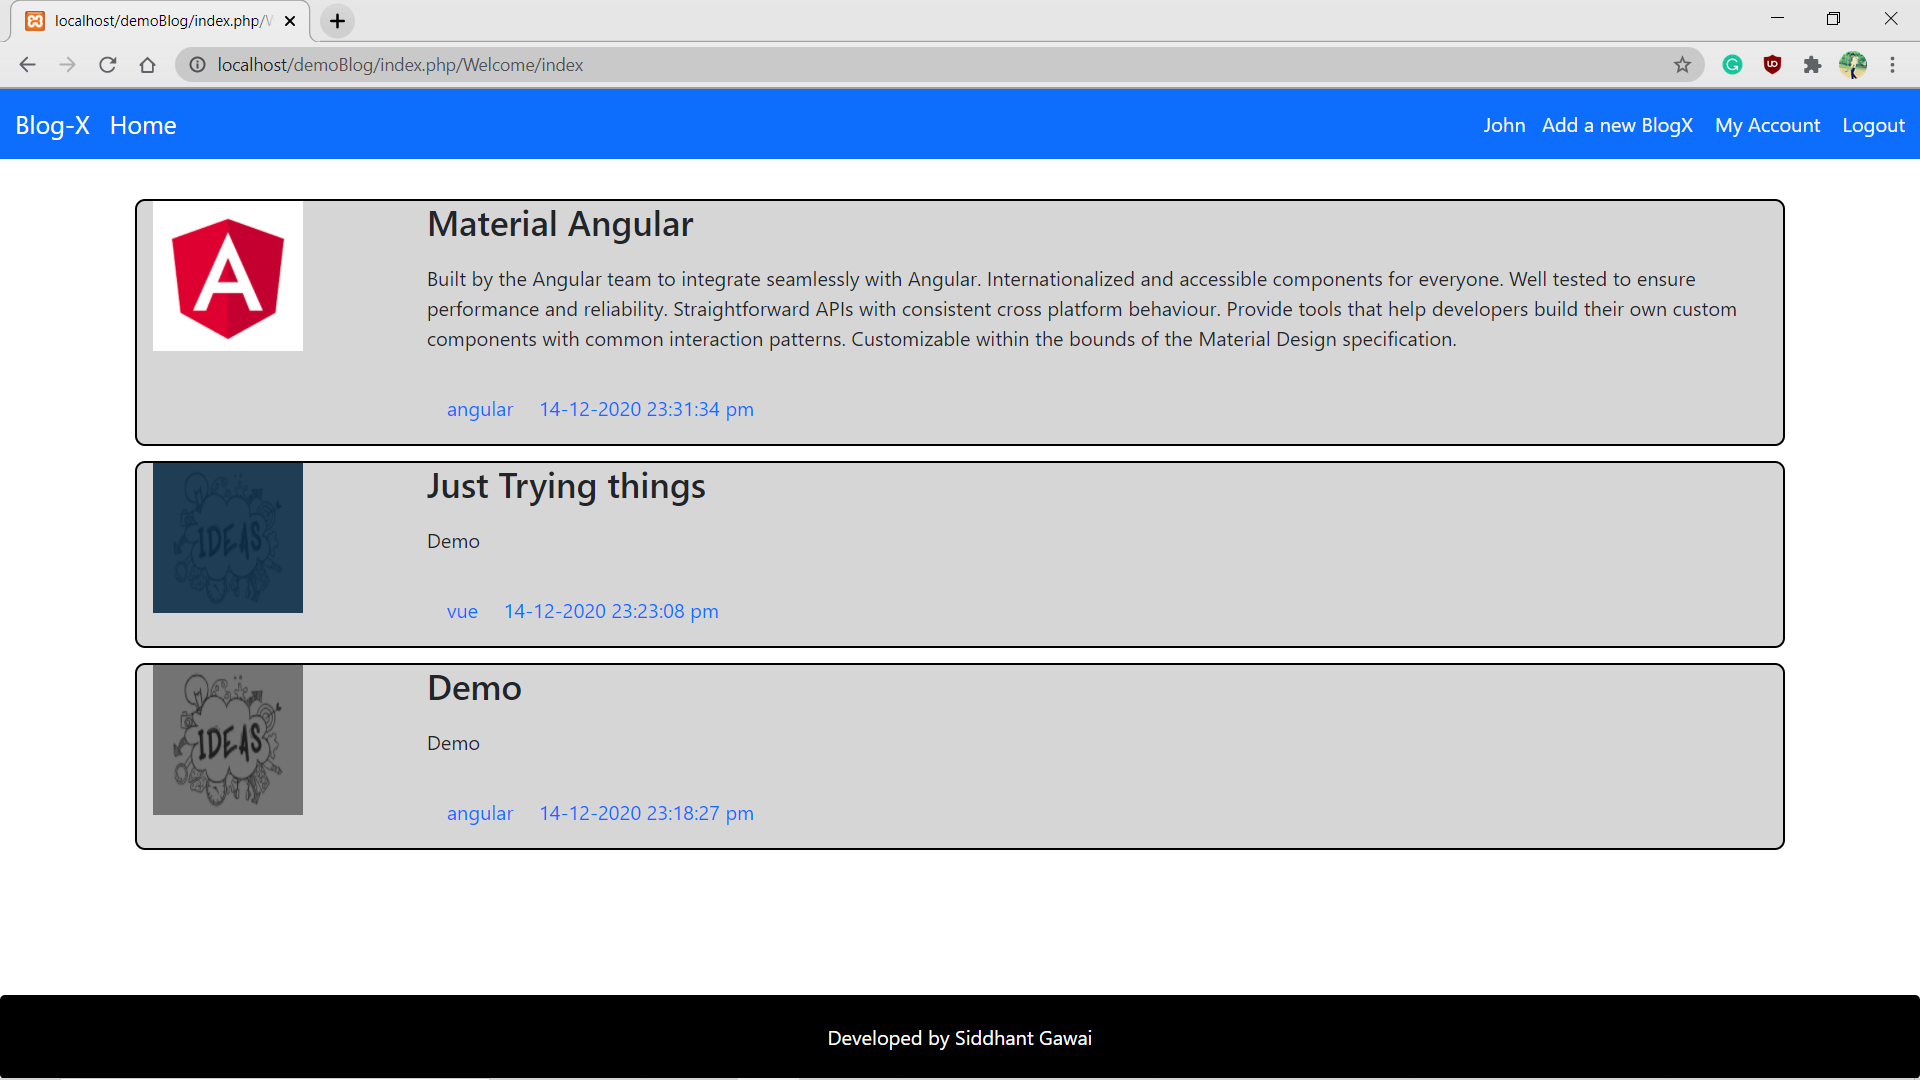 localhost/demoBlog/index.php/W
localhost/demoBlog/index.php/Welcome/index
Blog-X Home John Add a new BlogX My Account Logout
A
Material Angular
Built by the Angular team to integrate seamlessly with Angular. Internationalized and accessible components for everyone. Well tested to ensure
performance and reliability. Straightforward APIs with consistent cross platform behaviour. Provide tools that help developers build their own custom
components with common interaction patterns. Customizable within the bounds of the Material Design specification.
angular 14-12-2020 23:31:34 pm
IDEAS
Just Trying things
Demo
vue 14-12-2020 23:23:08 pm
IDEAS
Demo
Demo
angular 14-12-2020 23:18:27 pm
Developed by Siddhant Gawai